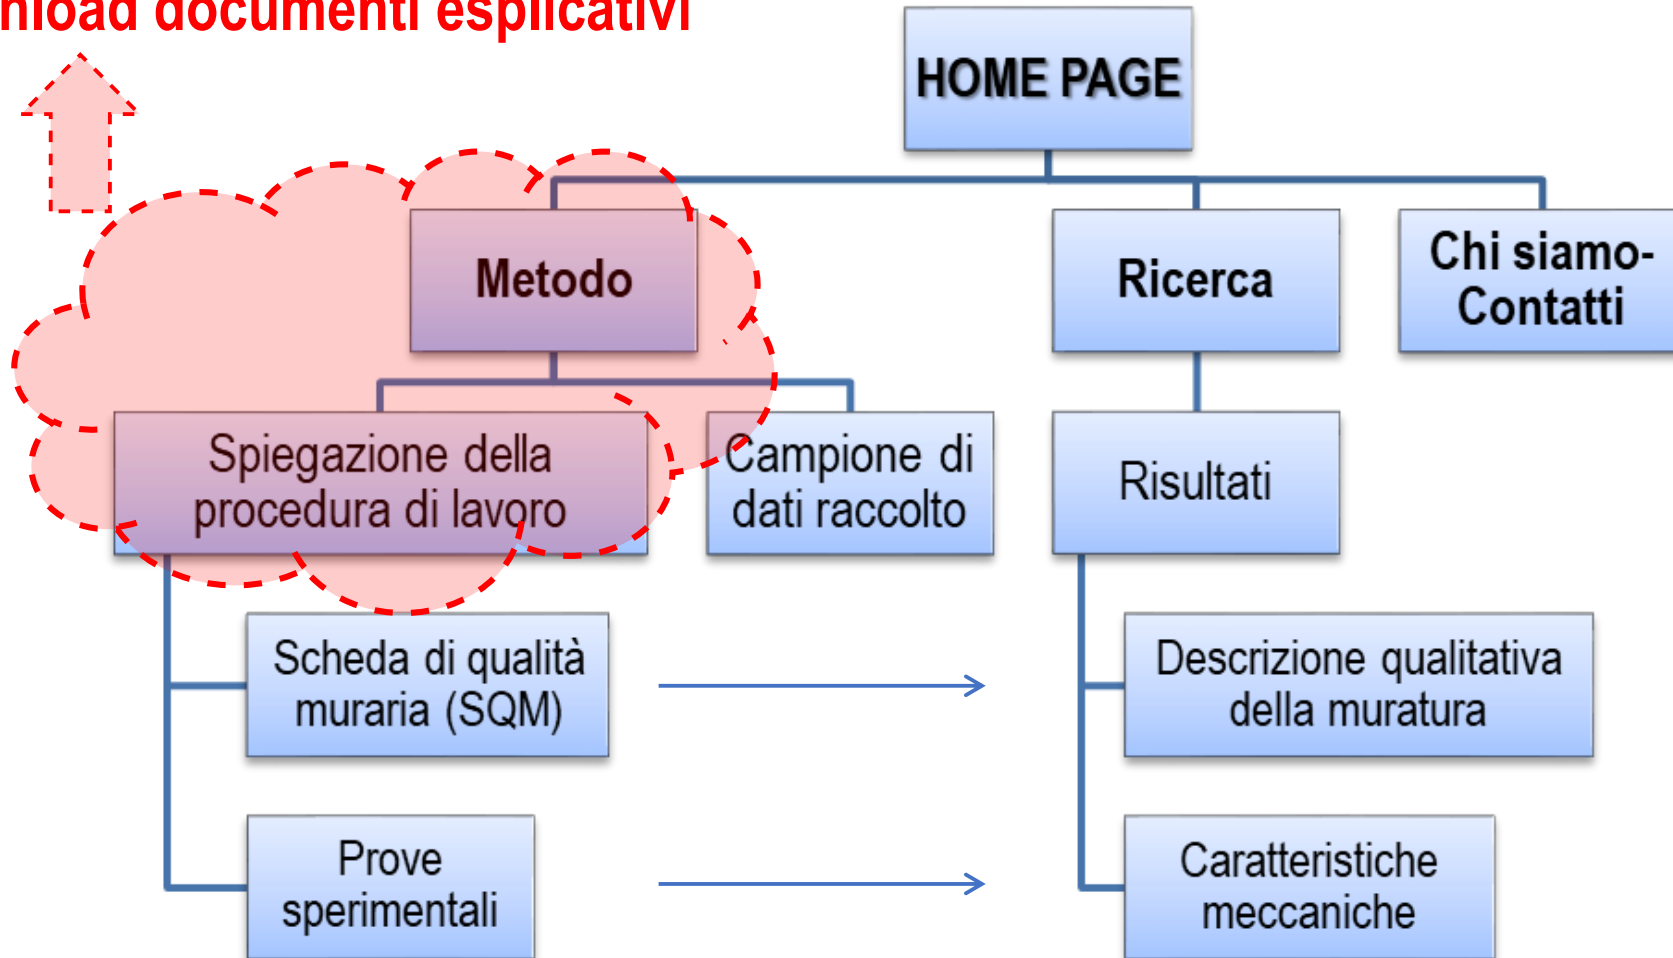 documenti esplicativi
HOME PAGE
Metodo
Ricerca
Chi siamo-
Contatti
Spiegazione della
procedura di lavoro
Campione di
dati raccolto
Risultati
Scheda di qualità
muraria (SQM)
Descrizione qualitativa
della muratura
Prove
sperimentali
Caratteristiche
meccaniche